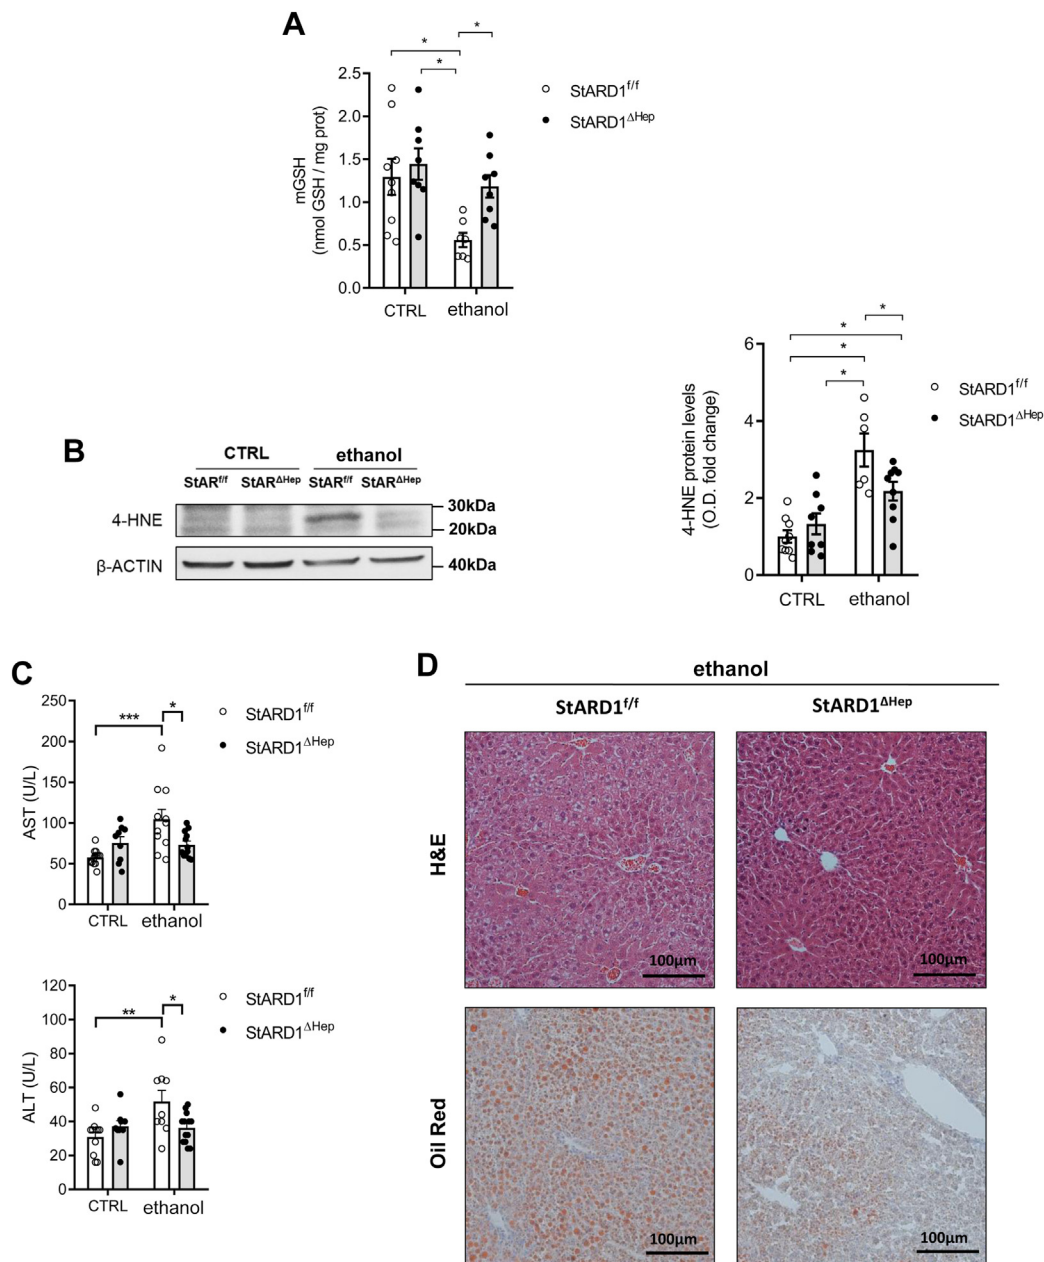 A
* *
*
mGSH
(nmol GSH / mg prot)
2.5
2.0
1.5
1.0
0.5
0.0
CTRL ethanol
StARD1f/f
StARD1ΔHep
B
CTRL ethanol
StARf/f StARΔHep StARf/f StARΔHep
4-HNE
30kDa
20kDa
β-ACTIN
40kDa
4-HNE protein levels
(O.D. fold change)
*
*
*
*
6
4
2
0
CTRL ethanol
StARD1f/f
StARD1ΔHep
C
AST (U/L)
250
200
150
100
50
0
*** *
CTRL ethanol
StARD1f/f
StARD1ΔHep
ALT (U/L)
120
100
80
60
40
20
0
** *
CTRL ethanol
StARD1f/f
StARD1ΔHep
D
ethanol
StARD1f/f StARD1ΔHep
H&E
100μm 100μm
Oil Red
100μm 100μm